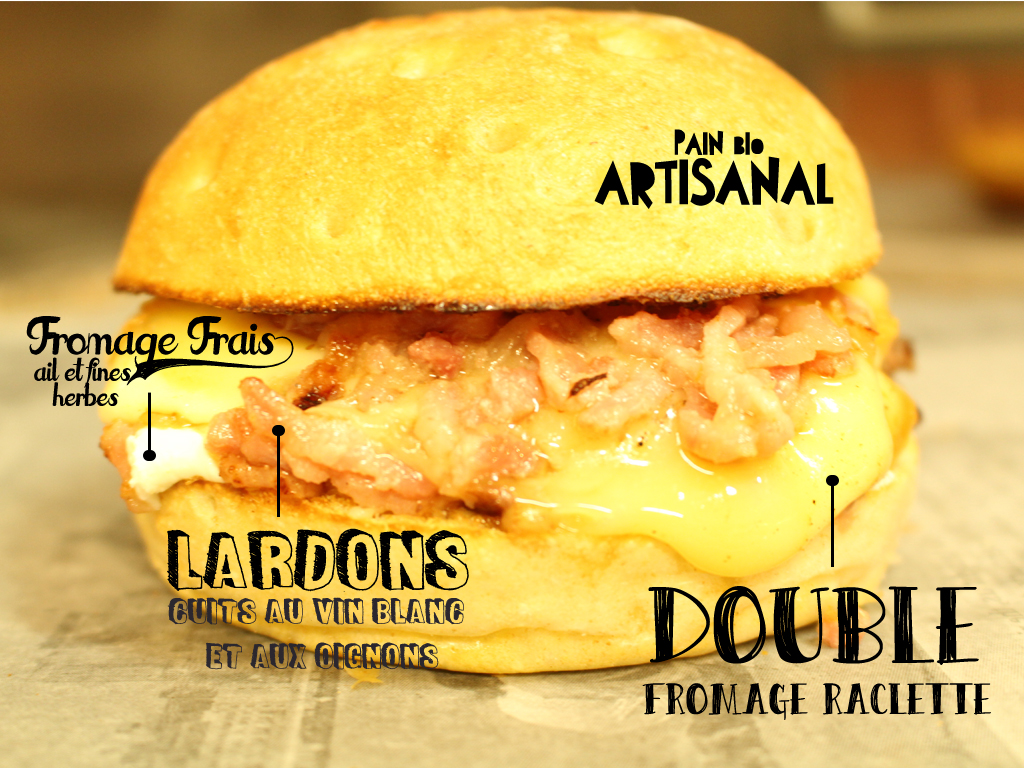 PAIN BIO
ARTISANAL
Fromage Frais
ail et fines
herbes
LARDONS
CUITS AU VIN BLANC
ET AUX OIGNONS
DOUBLE
FROMAGE RACLETTE